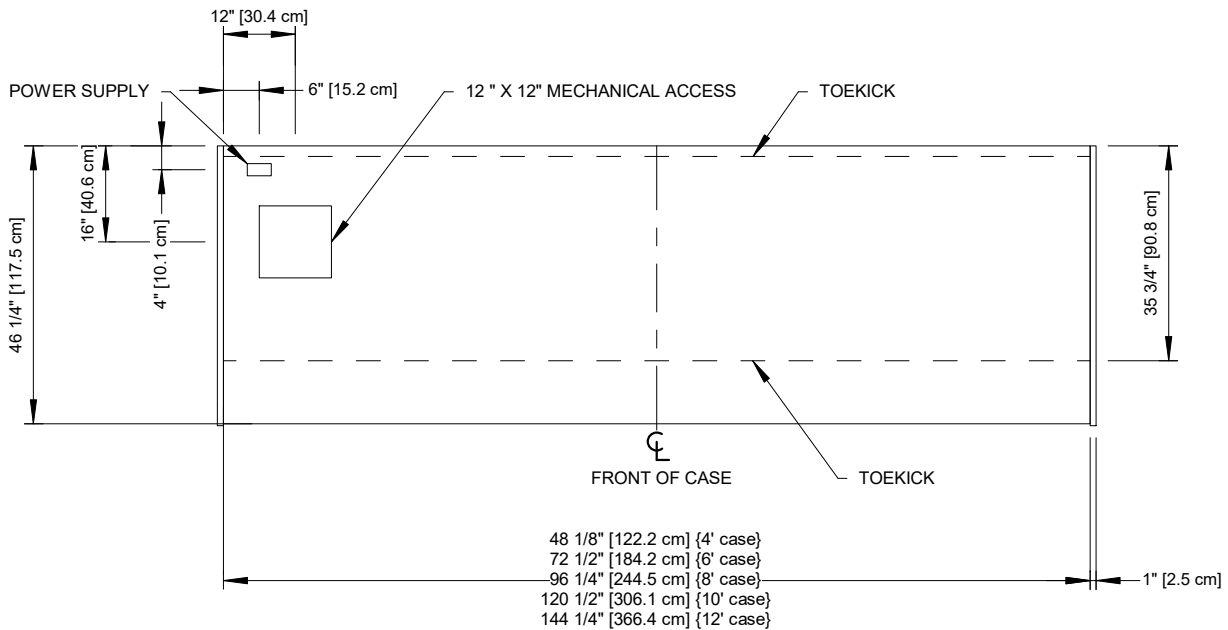 12" [30.4 cm]
POWER SUPPLY
6" [15.2 cm]
12 " X 12" MECHANICAL ACCESS
TOEKICK
46 1/4" [117.5 cm]
16" [40.6 cm]
4" [10.1 cm]
35 3/4" [90.8 cm]
℄
FRONT OF CASE
TOEKICK
48 1/8" [122.2 cm] {4' case}
72 1/2" [184.2 cm] {6' case}
96 1/4" [244.5 cm] {8' case}
120 1/2" [306.1 cm] {10' case}
144 1/4" [366.4 cm] {12' case}
1" [2.5 cm]